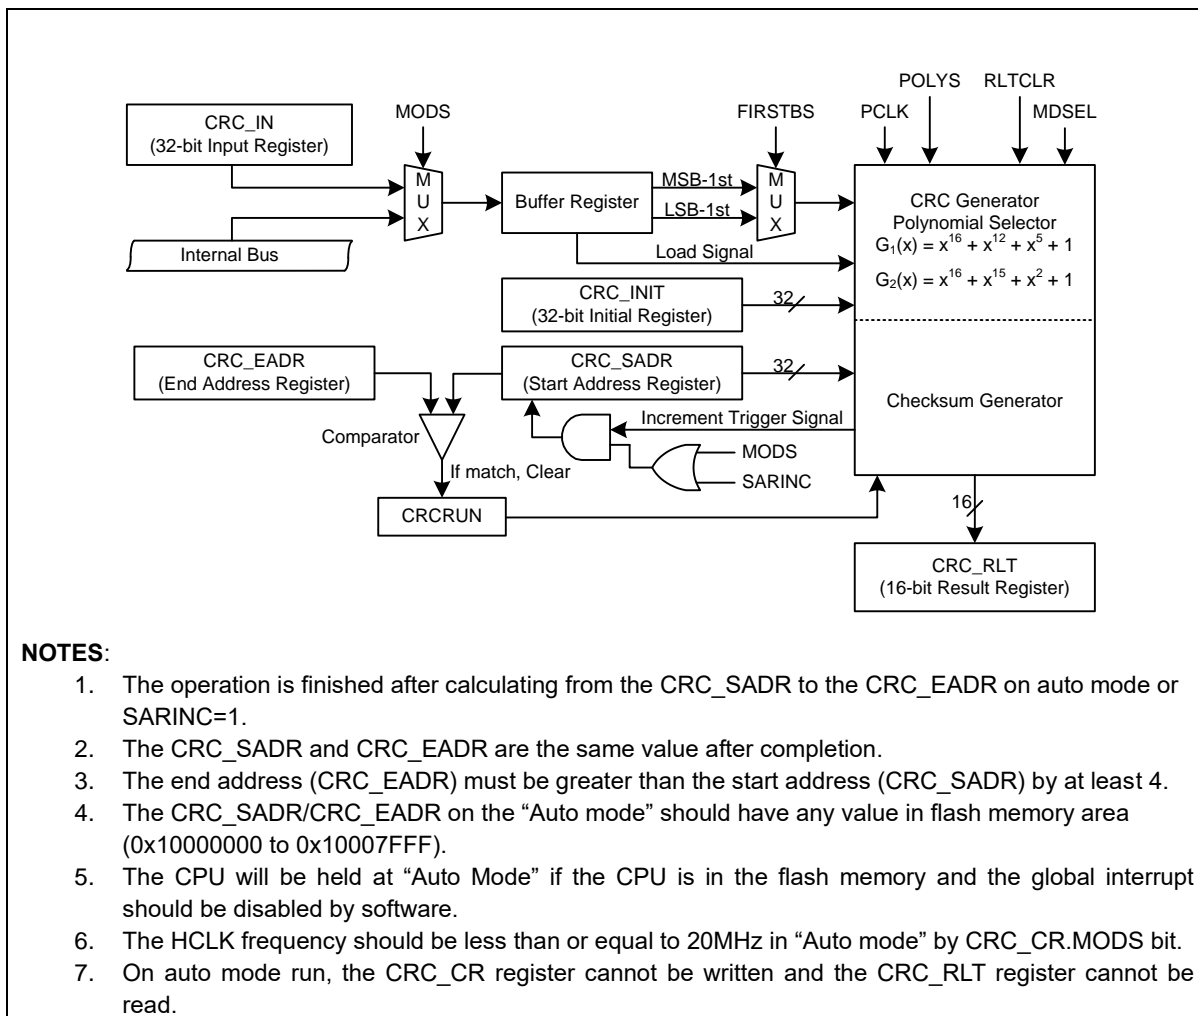 POLYS RLTCLR
MODS FIRSTBS PCLK MDSEL
CRC_IN
(32-bit Input Register)
M
U
X
Internal Bus
Buffer Register
MSB-1st
LSB-1st
Load Signal
M
U
X
CRC Generator
Polynomial Selector
G1(x) = x^16 + x^12 + x^5 + 1
G2(x) = x^16 + x^15 + x^2 + 1
CRC_INIT
(32-bit Initial Register)
32
CRC_EADR
(End Address Register)
CRC_SADR
(Start Address Register)
32
Checksum Generator
Increment Trigger Signal
Comparator
MODS
SARINC
If match, Clear
CRCRUN
16
CRC_RLT
(16-bit Result Register)
NOTES:
1. The operation is finished after calculating from the CRC_SADR to the CRC_EADR on auto mode or
SARINC=1.
2. The CRC_SADR and CRC_EADR are the same value after completion.
3. The end address (CRC_EADR) must be greater than the start address (CRC_SADR) by at least 4.
4. The CRC_SADR/CRC_EADR on the “Auto mode” should have any value in flash memory area
(0x10000000 to 0x10007FFF).
5. The CPU will be held at “Auto Mode” if the CPU is in the flash memory and the global interrupt
should be disabled by software.
6. The HCLK frequency should be less than or equal to 20MHz in “Auto mode” by CRC_CR.MODS bit.
7. On auto mode run, the CRC_CR register cannot be written and the CRC_RLT register cannot be
read.